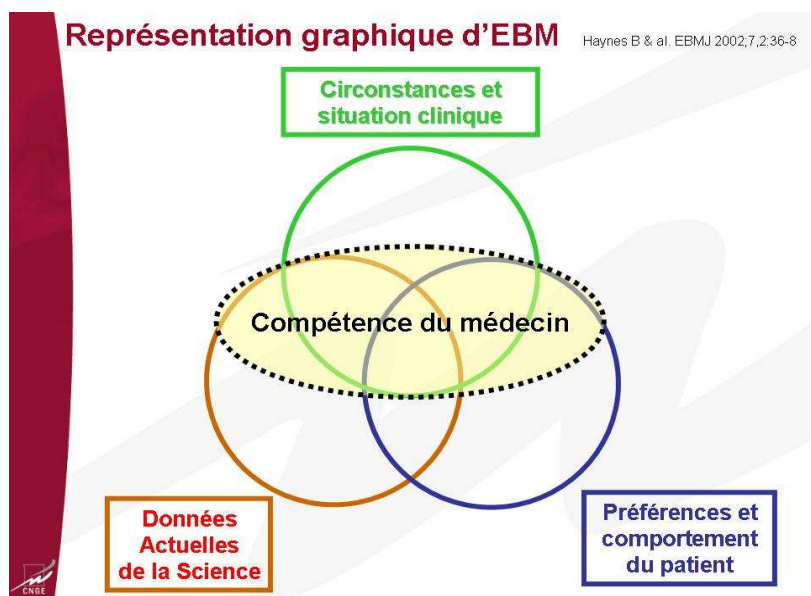 Représentation graphique d'EBM
Haynes B & al. EBMJ 2002;7,2:36-8
Circonstances et
situation clinique
Compétence du médecin
Données
Actuelles
de la Science
Préférences et
comportement
du patient
CNGE